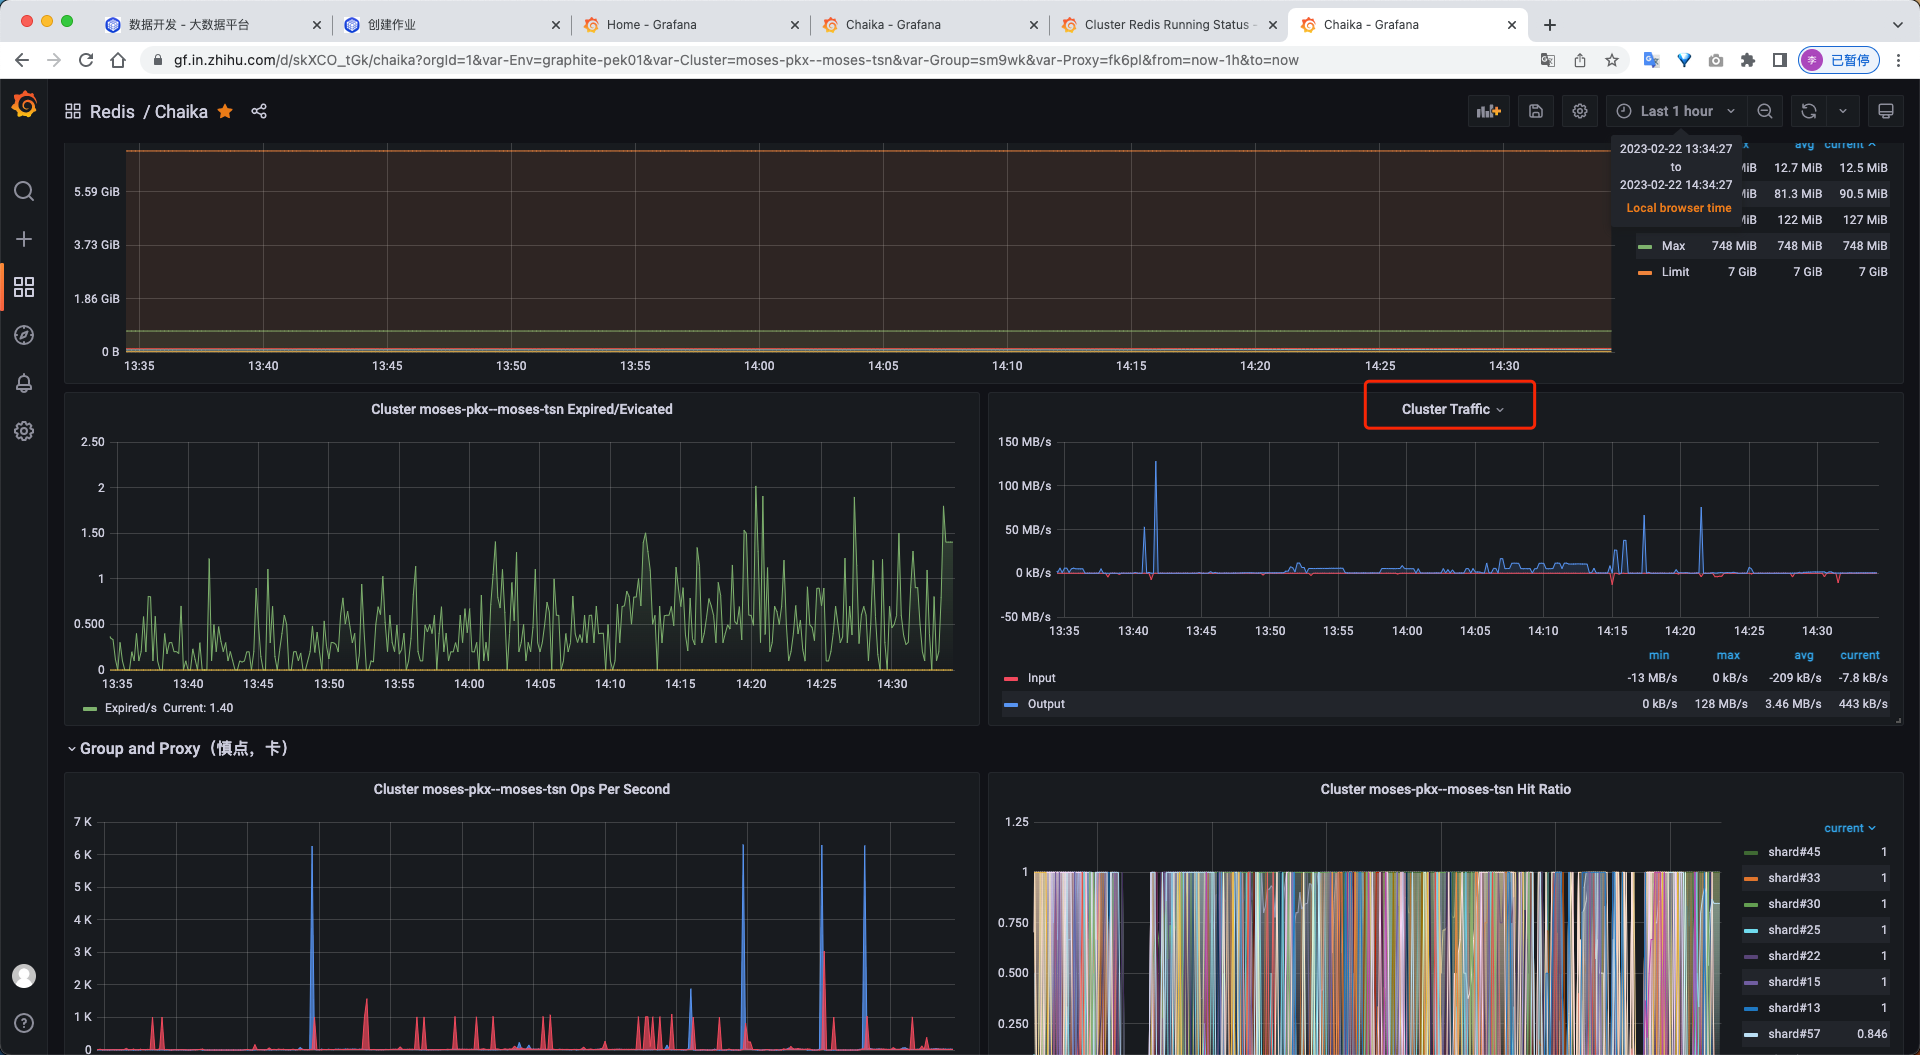 数据开发 - 大数据平台
创建作业
Home - Grafana
Chaika - Grafana
Cluster Redis Running Status -
Chaika - Grafana
gf.in.zhihu.com/d/skXCO_tGk/chaika?orgId=1&var-Env=graphite-pek01&var-Cluster=moses-pkx--moses-tsn&var-Group=sm9wk&var-Proxy=fk6pl&from=now-1h&to=now
李 已暂停
Redis / Chaika
Last 1 hour
2023-02-22 13:34:27
to
2023-02-22 14:34:27
Local browser time
x avg current
MiB 12.7 MiB 12.5 MiB
MiB 81.3 MiB 90.5 MiB
MiB 122 MiB 127 MiB
Max 748 MiB 748 MiB 748 MiB
Limit 7 GiB 7 GiB 7 GiB
5.59 GiB
3.73 GiB
1.86 GiB
0 B
13:35 13:40 13:45 13:50 13:55 14:00 14:05 14:10 14:15 14:20 14:25 14:30
Cluster moses-pkx--moses-tsn Expired/Evicated
2.50
2
1.50
1
0.500
0
13:35 13:40 13:45 13:50 13:55 14:00 14:05 14:10 14:15 14:20 14:25 14:30
Expired/s Current: 1.40
Cluster Traffic
150 MB/s
100 MB/s
50 MB/s
0 kB/s
-50 MB/s
13:35 13:40 13:45 13:50 13:55 14:00 14:05 14:10 14:15 14:20 14:25 14:30
min max avg current
Input -13 MB/s 0 kB/s -209 kB/s -7.8 kB/s
Output 0 kB/s 128 MB/s 3.46 MB/s 443 kB/s
Group and Proxy（慎点，卡）
Cluster moses-pkx--moses-tsn Ops Per Second
7 K
6 K
5 K
4 K
3 K
2 K
1 K
0
Cluster moses-pkx--moses-tsn Hit Ratio
1.25
1
0.750
0.500
0.250
current
shard#45 1
shard#33 1
shard#30 1
shard#25 1
shard#22 1
shard#15 1
shard#13 1
shard#57 0.846